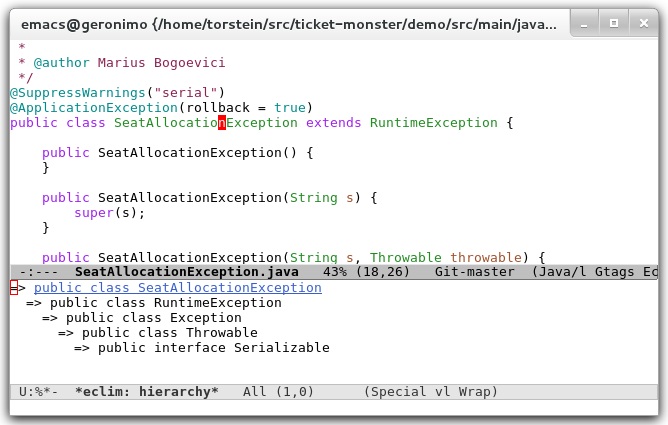 emacs@geronimo {/home/torstein/src/ticket-monster/demo/src/main/java...
 *
 * @author Marius Bogoevici
 */
@SuppressWarnings("serial")
@ApplicationException(rollback = true)
public class SeatAllocationException extends RuntimeException {
    public SeatAllocationException() {
    }
    public SeatAllocationException(String s) {
        super(s);
    }
    public SeatAllocationException(String s, Throwable throwable) {
-:---  SeatAllocationException.java   43% (18,26)   Git-master  (Java/l Gtags Ec
=> public class SeatAllocationException
  => public class RuntimeException
    => public class Exception
      => public class Throwable
        => public interface Serializable
U:%*-  *eclim: hierarchy*   All (1,0)      (Special vl Wrap)